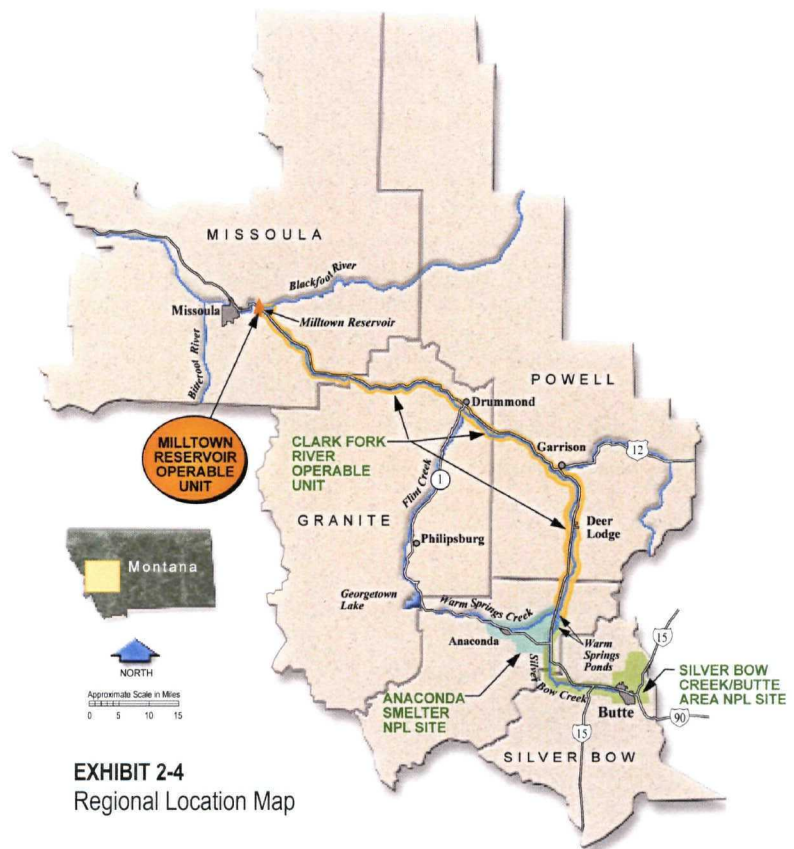 MISSOULA
Blackfoot River
Missoula
Milltown Reservoir
Bitterroot River
POWELL
Drummond
MILLTOWN
RESERVOIR
OPERABLE
UNIT
CLARK FORK
RIVER
OPERABLE
UNIT
Garrison
12
Flint Creek
1
GRANITE
Deer
Lodge
Philipsburg
Montana
Georgetown
Lake
Warm Springs Creek
Anaconda
Warm
Springs
Ponds
15
NORTH
Silver Bow Creek
ANACONDA
SMELTER
NPL SITE
SILVER BOW
CREEK/BUTTE
AREA NPL SITE
Butte
90
15
Approximate Scale in Miles
0 5 10 15
SILVER BOW
EXHIBIT 2-4
Regional Location Map